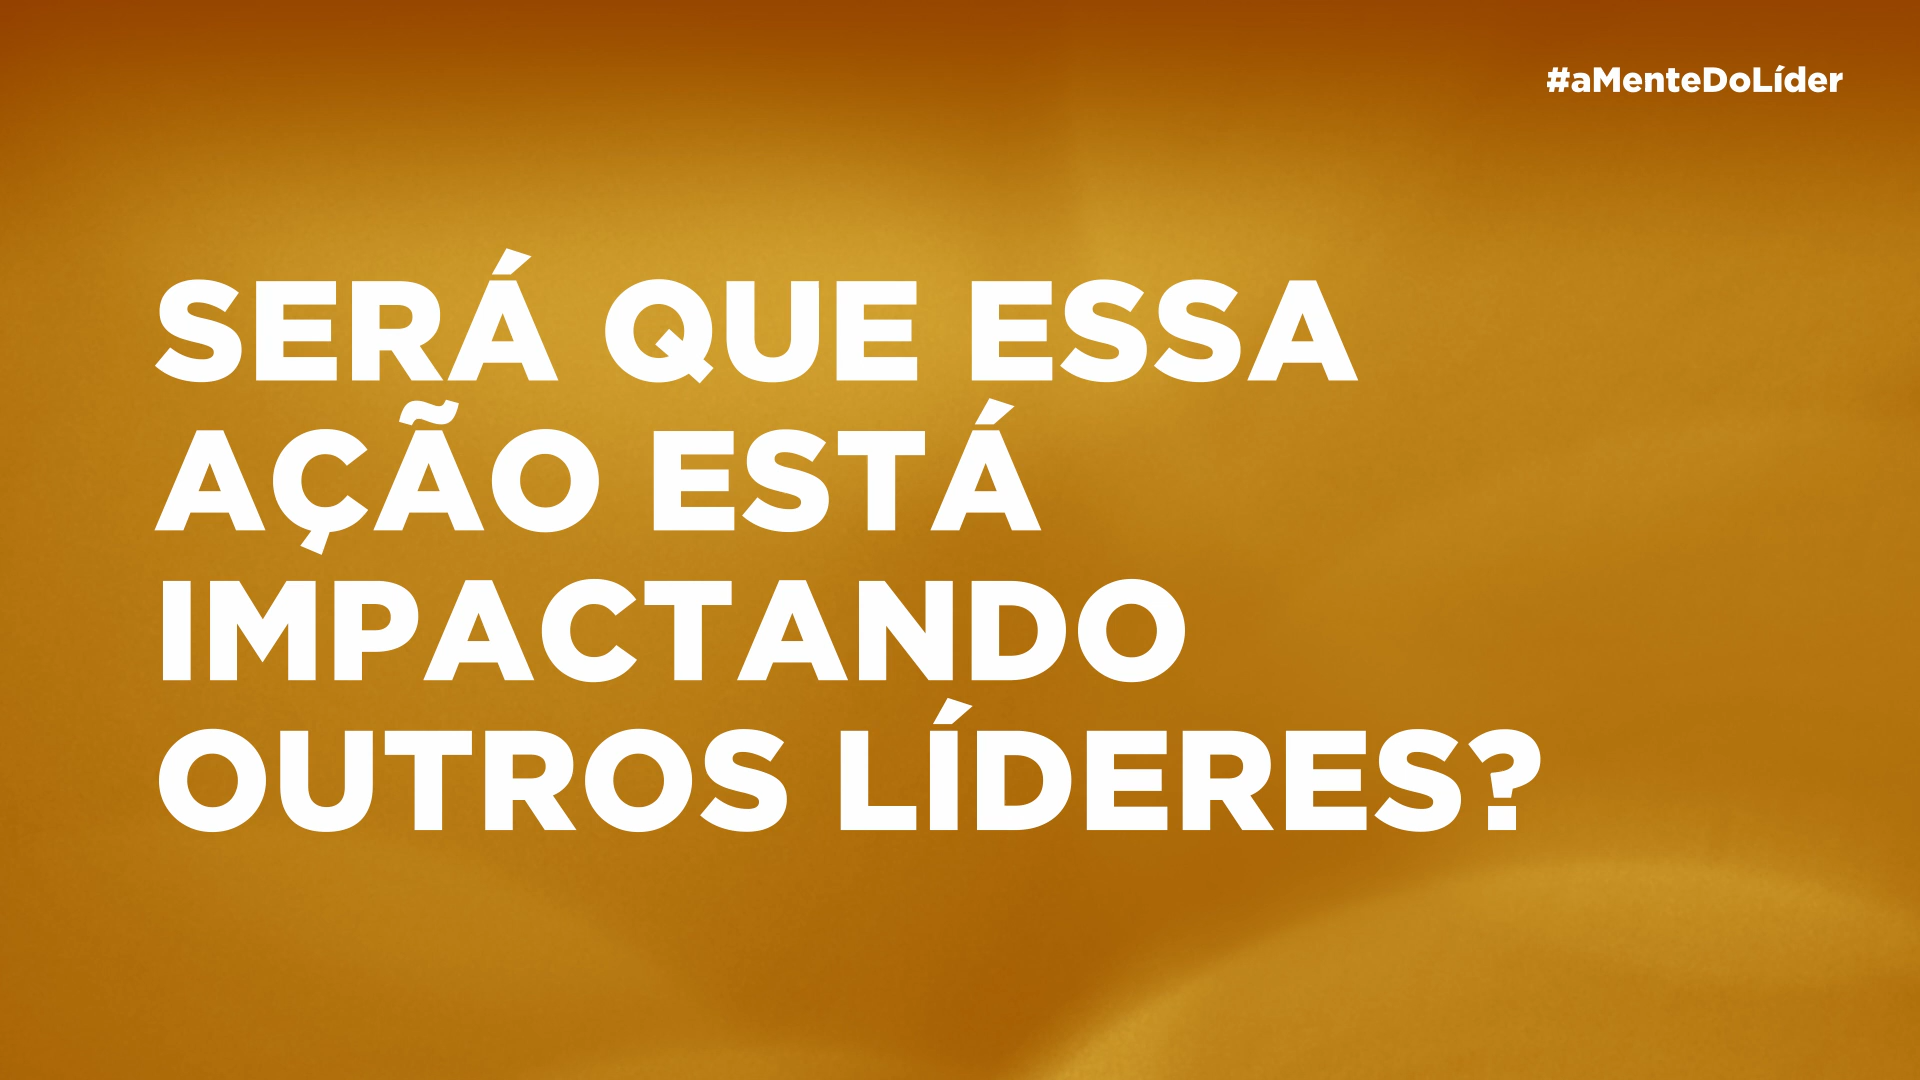 #aMenteDoLíder
SERÁ QUE ESSA
AÇÃO ESTÁ
IMPACTANDO
OUTROS LÍDERES?